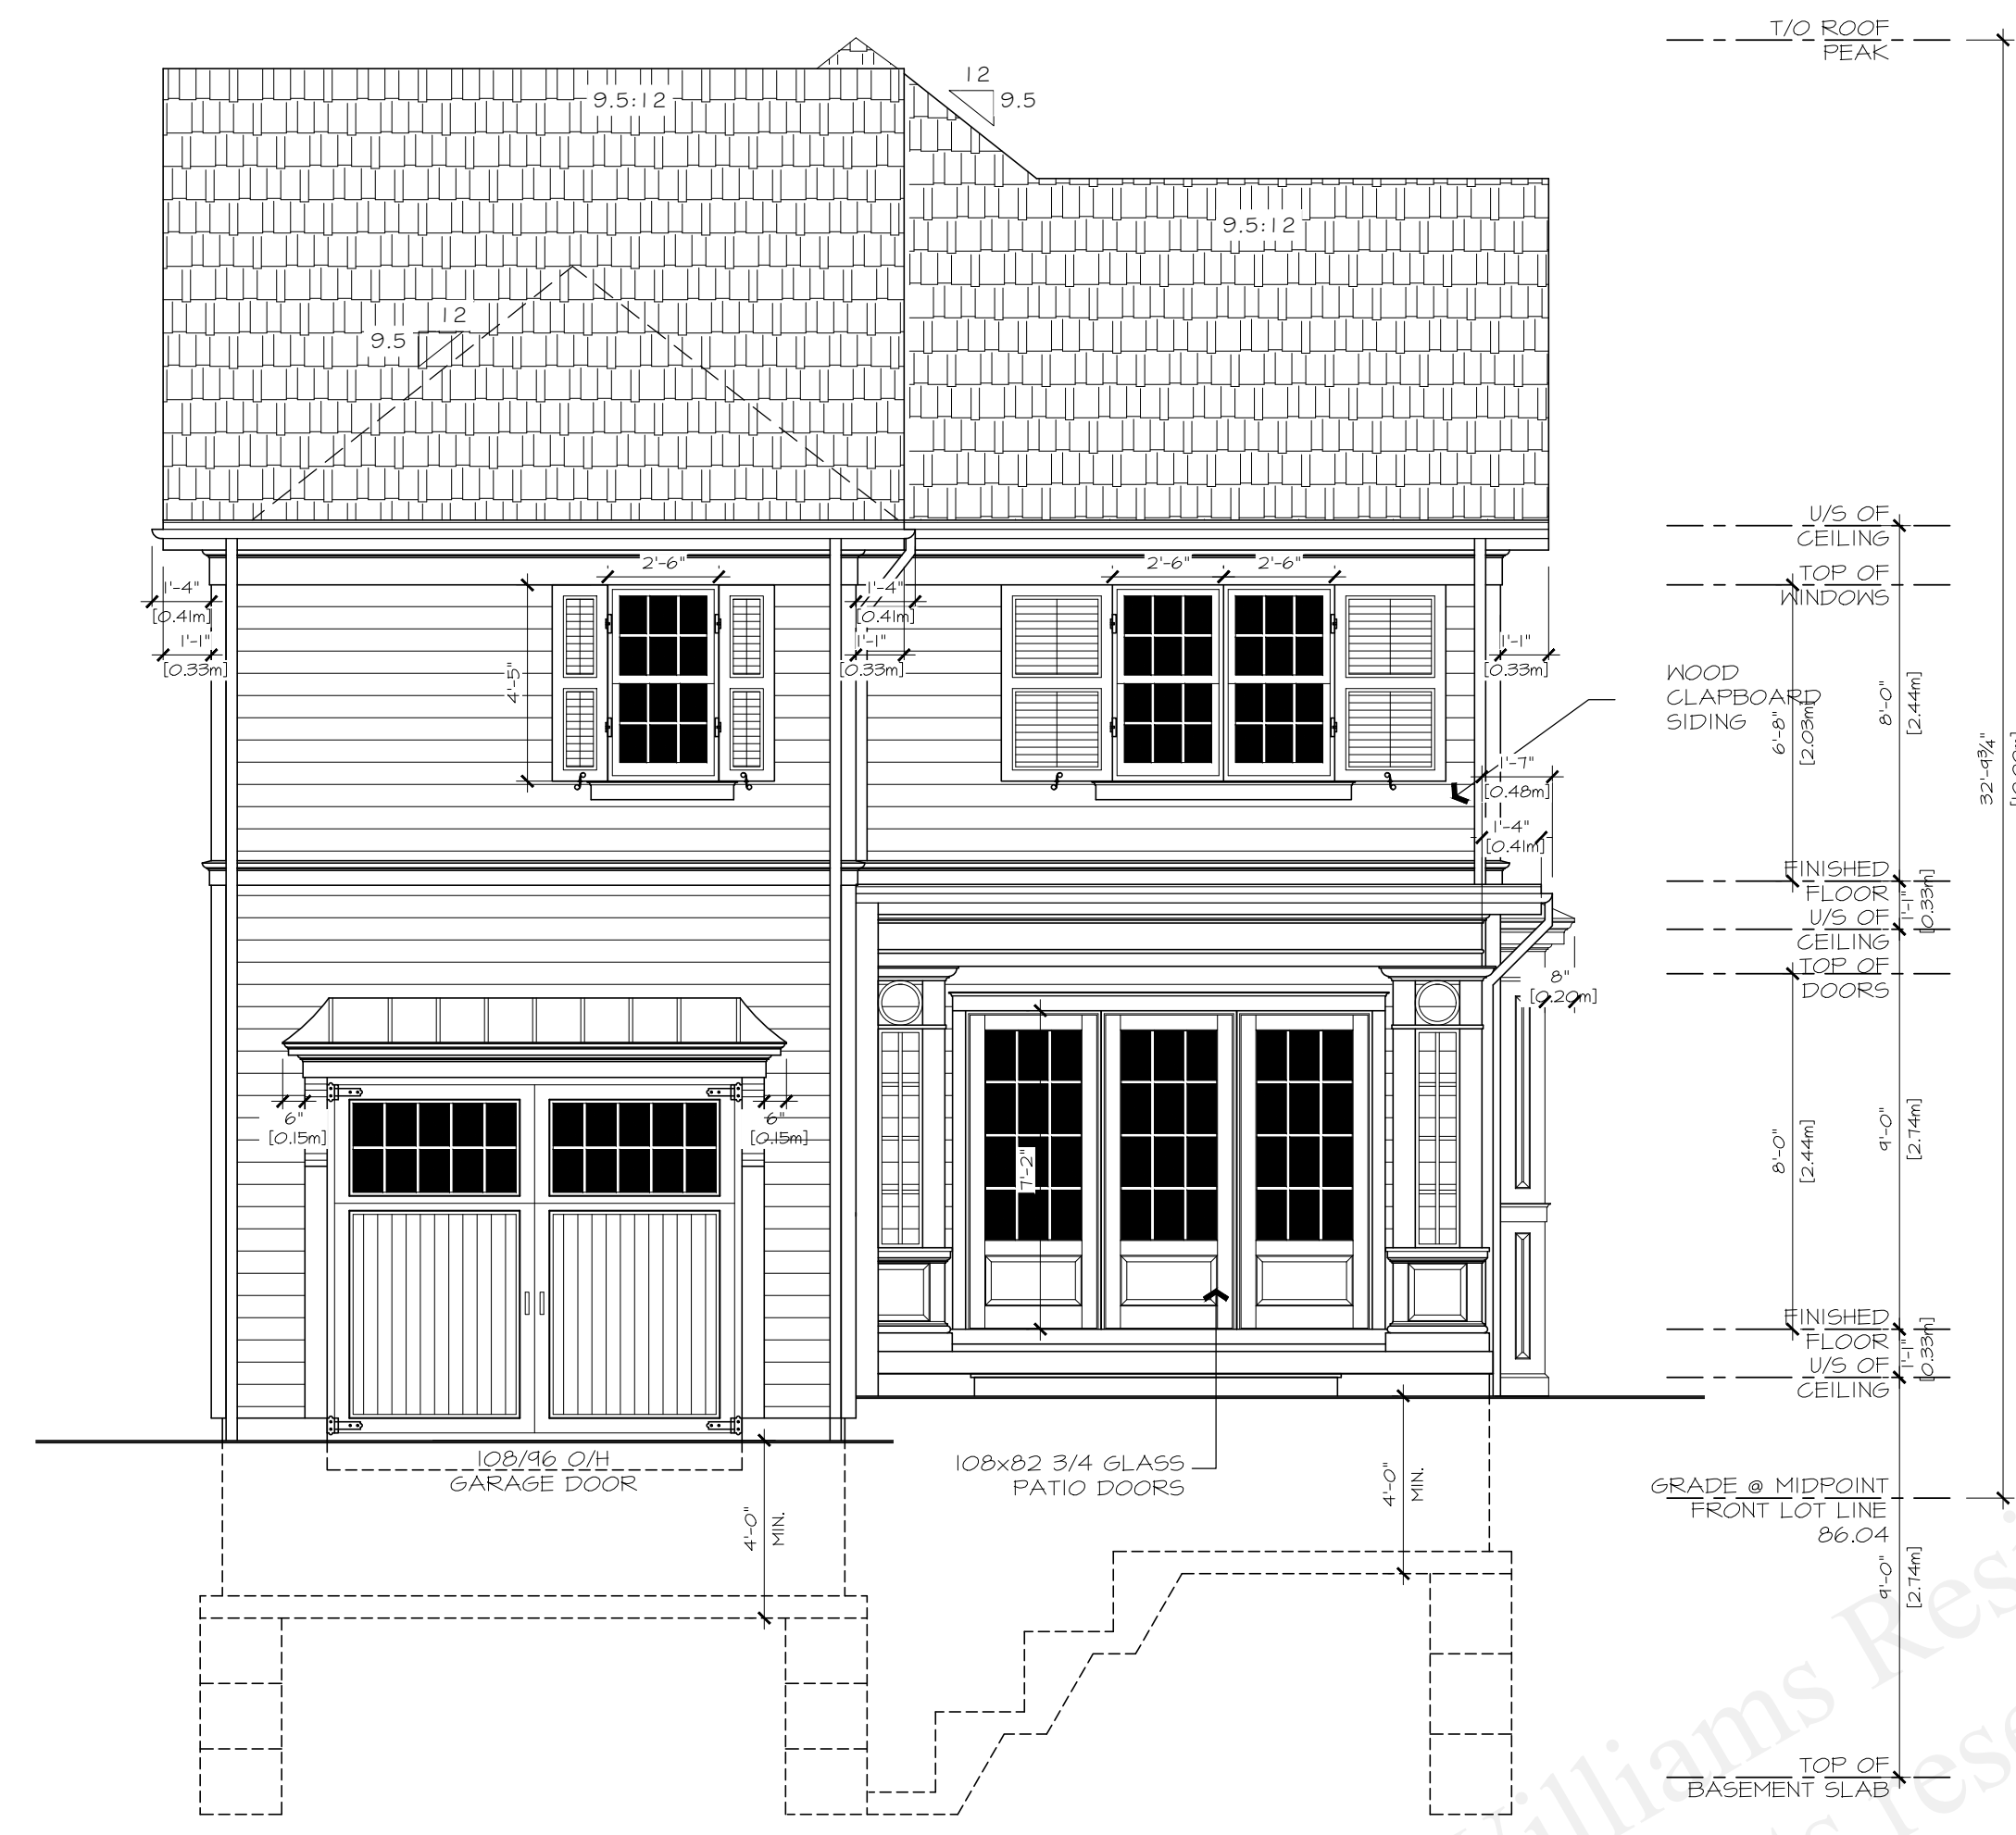 T/O ROOF
PEAK
12
9.5
9.5:12
9.5:12
12
9.5
U/S OF
CEILING
TOP OF
WINDOWS
2'-6"
2'-6"
2'-6"
1'-4"
[0.41m]
1'-1"
[0.33m]
1'-4"
[0.41m]
1'-1"
[0.33m]
1'-1"
[0.33m]
4'-5"
WOOD
CLAPBOARD
SIDING
6'-8"
[2.03m]
8'-0"
[2.44m]
32'-9¾"
1'-7"
[0.48m]
1'-4"
[0.41m]
FINISHED
FLOOR
1'-1"
[0.33m]
U/S OF
CEILING
TOP OF
DOORS
8"
[0.20m]
6"
[0.15m]
6"
[0.15m]
7'-2"
8'-0"
[2.44m]
9'-0"
[2.74m]
FINISHED
FLOOR
1'-1"
[0.33m]
U/S OF
CEILING
108/96 O/H
GARAGE DOOR
108x82 3/4 GLASS
PATIO DOORS
4'-0"
MIN.
4'-0"
MIN.
GRADE @ MIDPOINT
FRONT LOT LINE
86.04
9'-0"
[2.74m]
TOP OF
BASEMENT SLAB